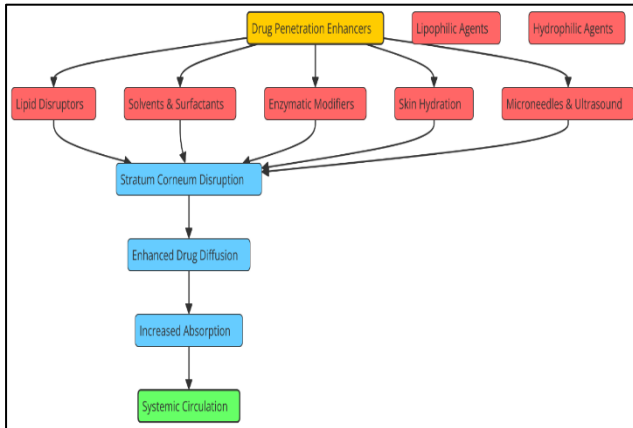 Drug Penetration Enhancers
Lipophilic Agents
Hydrophilic Agents
Lipid Disruptors
Solvents & Surfactants
Enzymatic Modifiers
Skin Hydration
Microneedles & Ultrasound
Stratum Corneum Disruption
Enhanced Drug Diffusion
Increased Absorption
Systemic Circulation